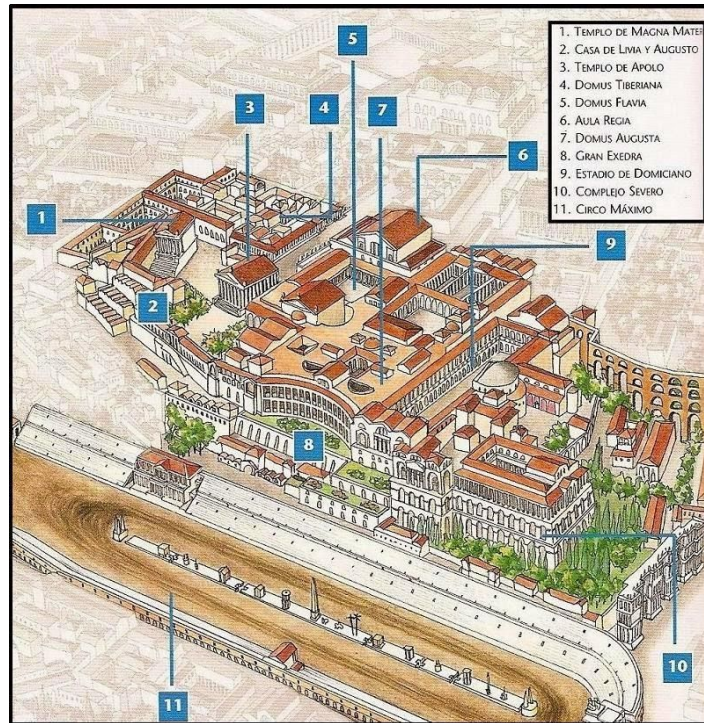 1. TEMPLO DE MAGNA MATER
2. CASA DE LIVIA Y AUGUSTO
3. TEMPLO DE APOLO
4. DOMUS TIBERIANA
5. DOMUS FLAVIA
6. AULA REGIA
7. DOMUS AUGUSTA
8. GRAN EXEDRA
9. ESTADIO DE DOMICIANO
10. COMPLEJO SEVERO
11. CIRCO MÁXIMO
5
3
4
7
6
1
9
2
8
10
11